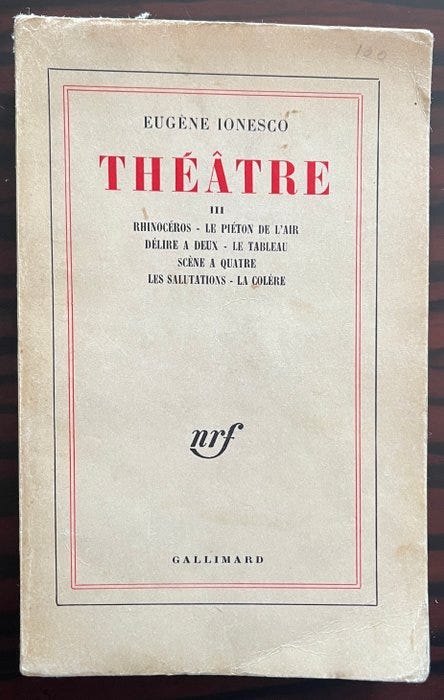 100
EUGÈNE IONESCO
THÉÂTRE
III
RHINOCÉROS - LE PIÉTON DE L'AIR
DÉLIRE A DEUX - LE TABLEAU
SCÈNE A QUATRE
LES SALUTATIONS - LA COLÈRE
nrf
GALLIMARD